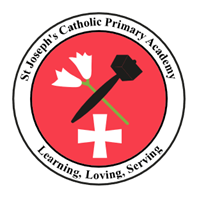 St Joseph's Catholic Primary Academy
Learning, Loving, Serving